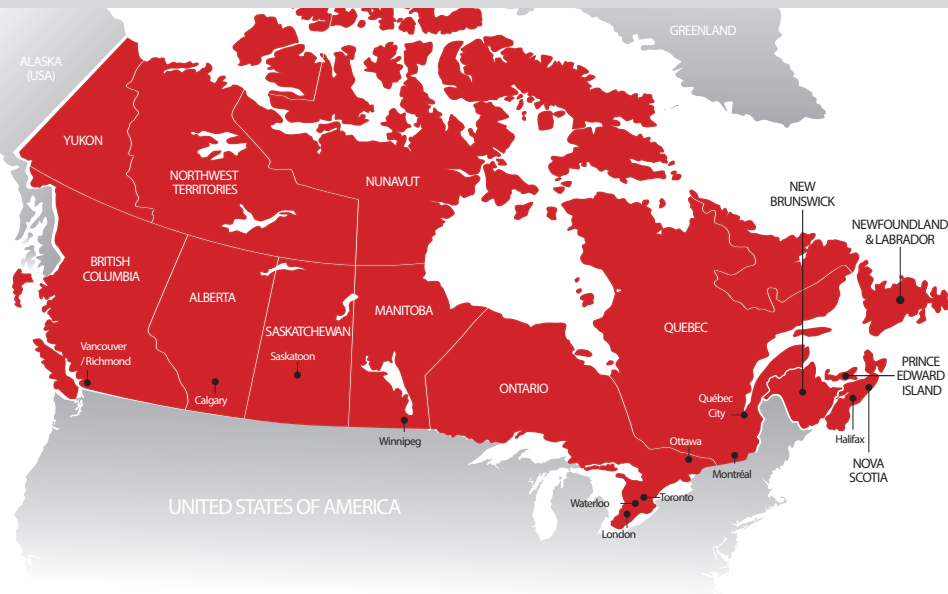 GREENLAND
ALASKA
(USA)
YUKON
NORTHWEST
TERRITORIES
NUNAVUT
NEW
BRUNSWICK
NEWFOUNDLAND
& LABRADOR
BRITISH
COLUMBIA
ALBERTA
SASKATCHEWAN
MANITOBA
QUEBEC
ONTARIO
PRINCE
EDWARD
ISLAND
Vancouver
/ Richmond
Saskatoon
Calgary
Winnipeg
Québec
City
Ottawa
Montréal
Halifax
NOVA
SCOTIA
UNITED STATES OF AMERICA
Waterloo
Toronto
London